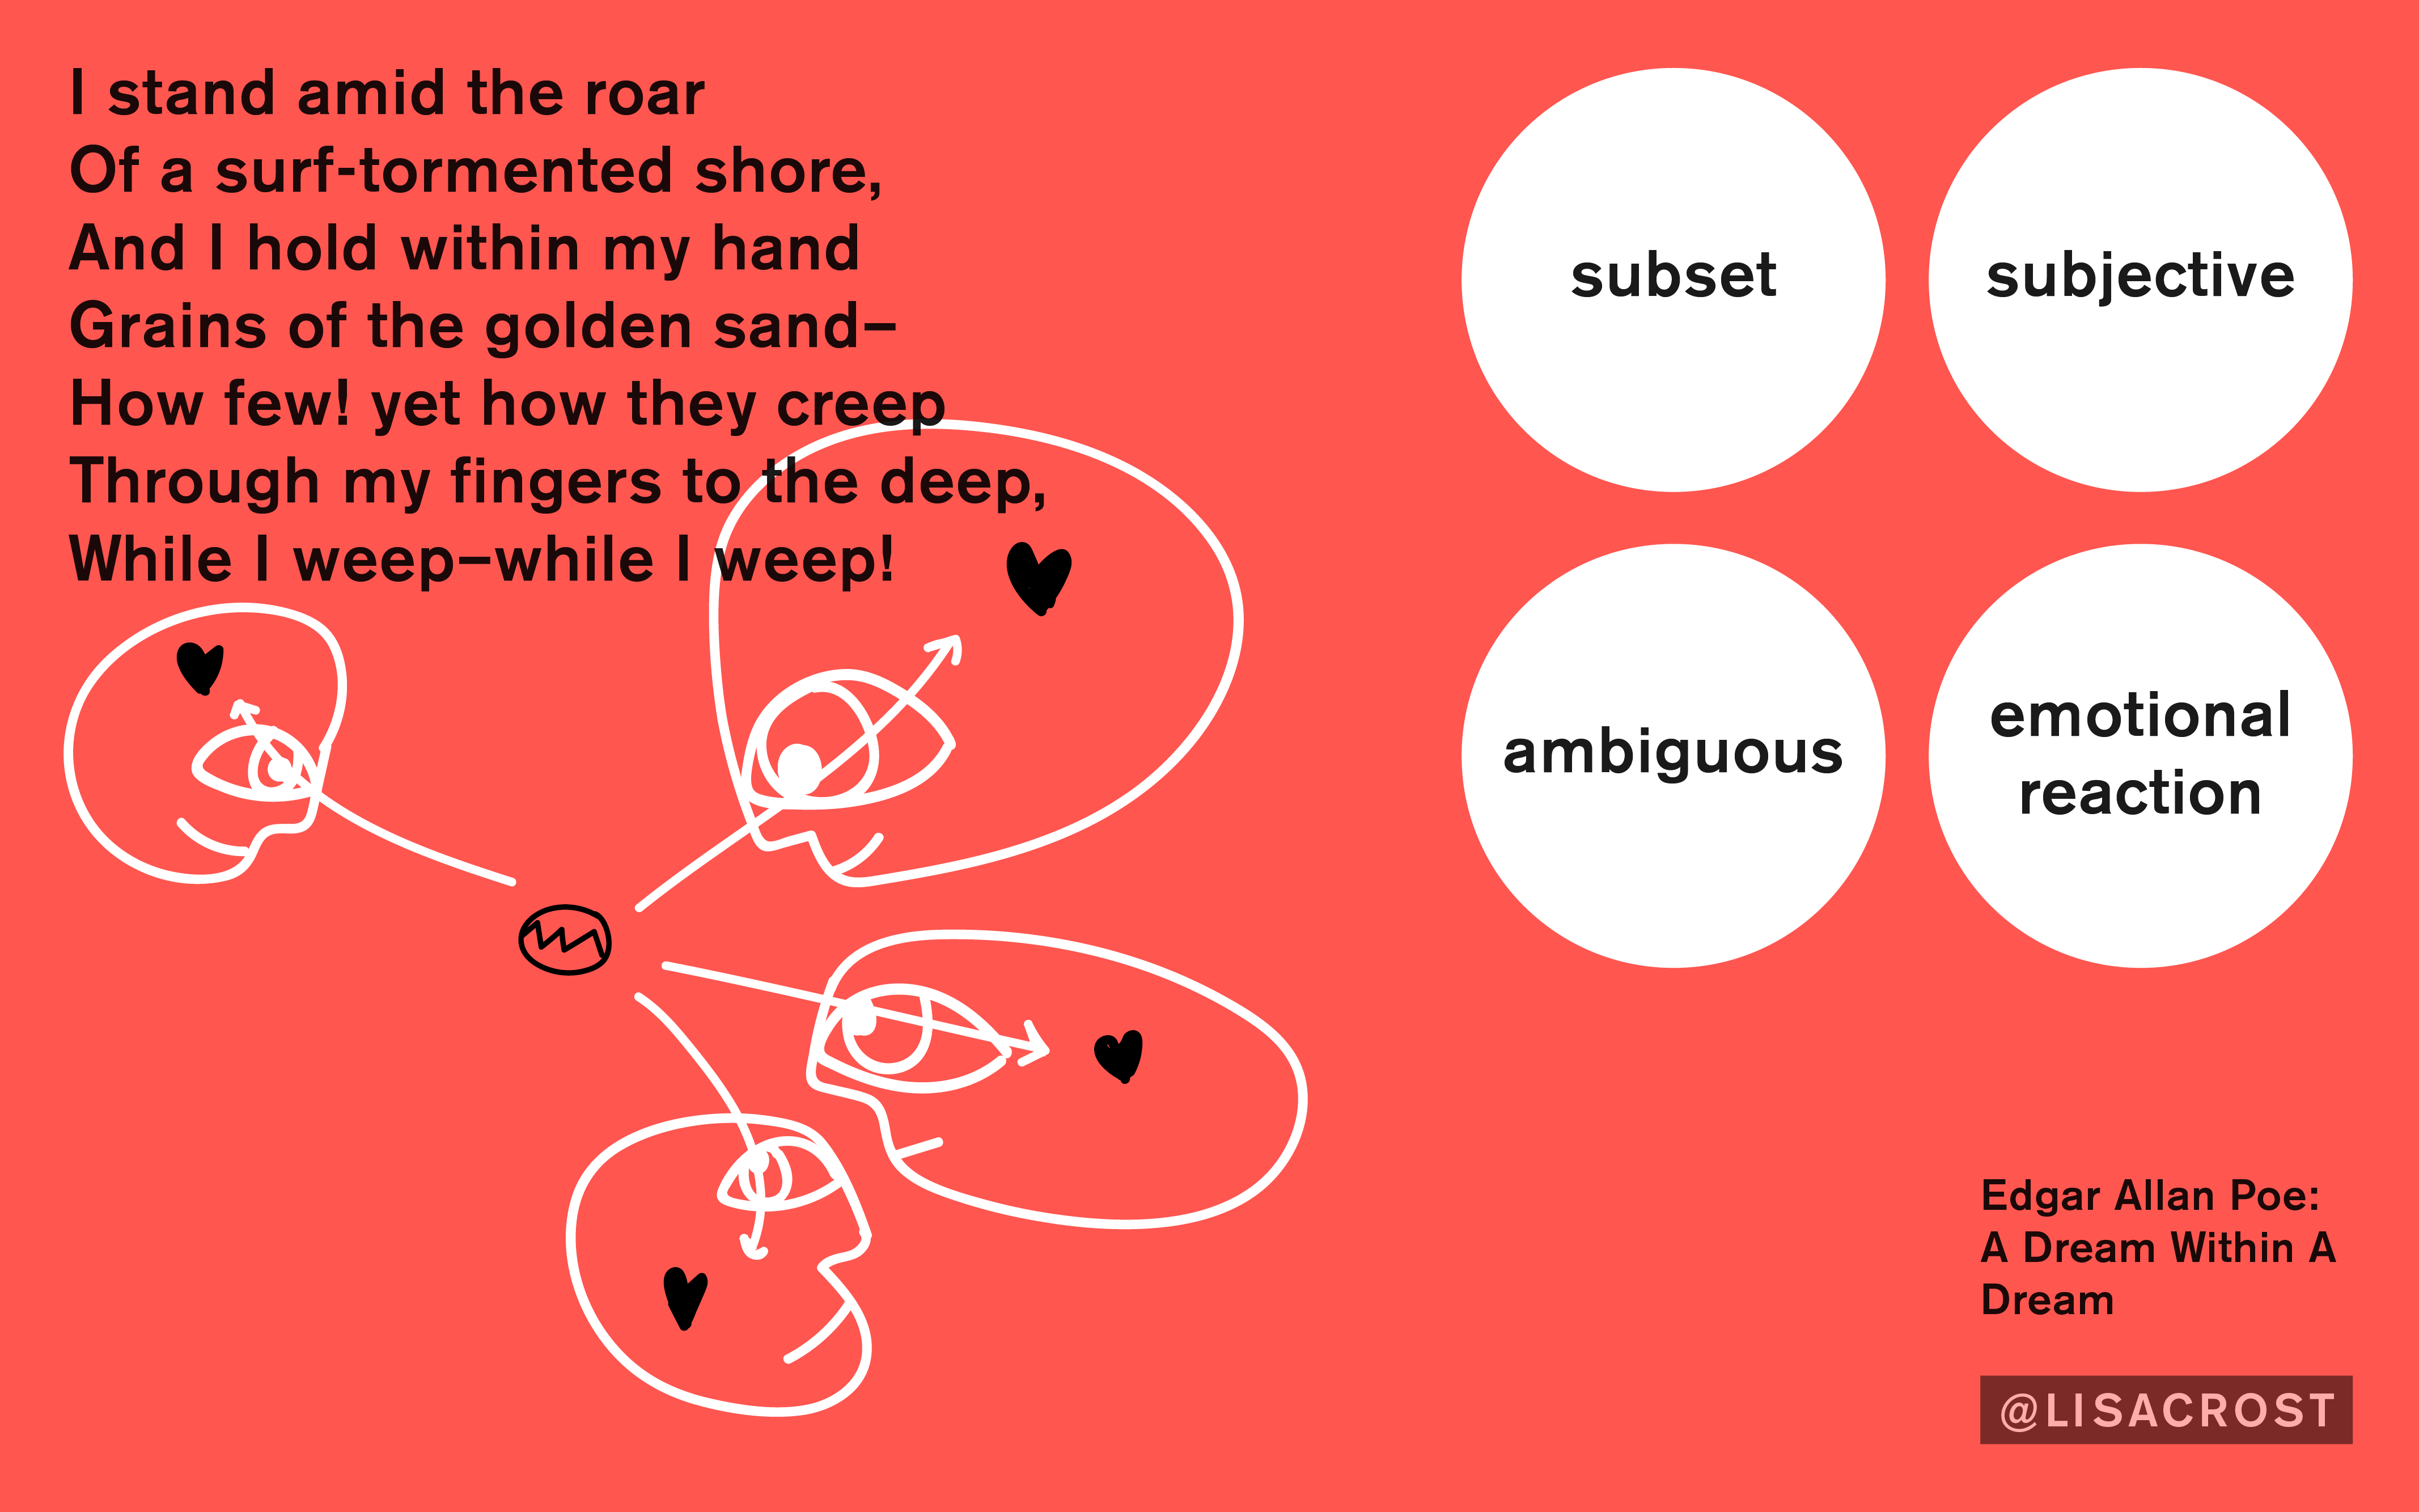 I stand amid the roar
Of a surf-tormented shore,
And I hold within my hand
Grains of the golden sand—
How few! yet how they creep
Through my fingers to the deep,
While I weep—while I weep!
subset
subjective
ambiguous
emotional
reaction
Edgar Allan Poe:
A Dream Within A
Dream
@LISACROST